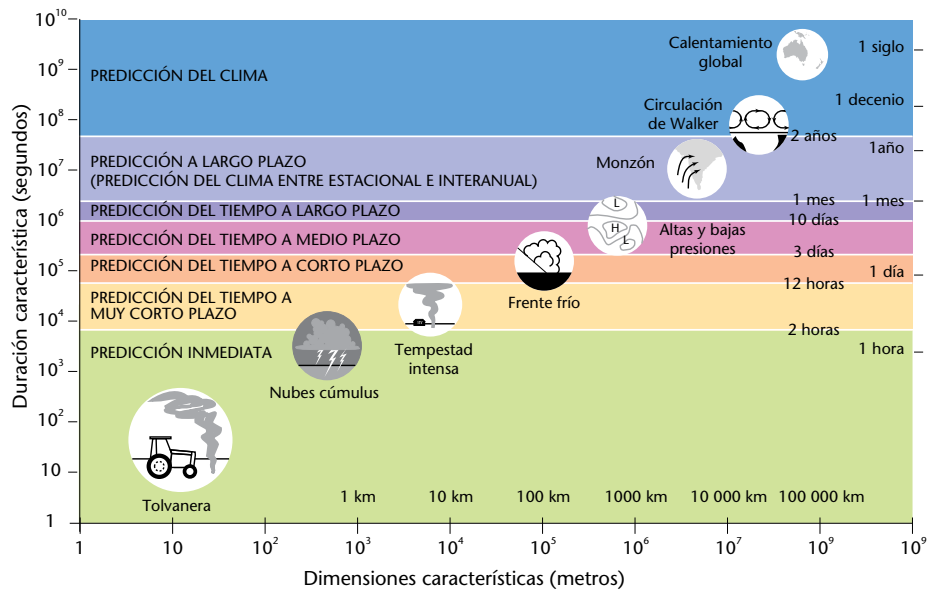 10¹⁰
10⁹
10⁸
10⁷
10⁶
10⁵
10⁴
10³
10²
10
1
Duración característica (segundos)
PREDICCIÓN DEL CLIMA
PREDICCIÓN A LARGO PLAZO
(PREDICCIÓN DEL CLIMA ENTRE ESTACIONAL E INTERANUAL)
PREDICCIÓN DEL TIEMPO A LARGO PLAZO
PREDICCIÓN DEL TIEMPO A MEDIO PLAZO
PREDICCIÓN DEL TIEMPO A CORTO PLAZO
PREDICCIÓN DEL TIEMPO A
MUY CORTO PLAZO
PREDICCIÓN INMEDIATA
Calentamiento
global
Circulación
de Walker
Monzón
L
H
L
Altas y bajas
presiones
Frente frío
Tempestad
intensa
Nubes cúmulus
Tolvanera
2 años
1 mes
10 días
3 días
12 horas
2 horas
1 siglo
1 decenio
1año
1 mes
1 día
1 hora
1 km
10 km
100 km
1000 km
10 000 km
100 000 km
1
10
10²
10³
10⁴
10⁵
10⁶
10⁷
10⁹
10⁹
Dimensiones características (metros)